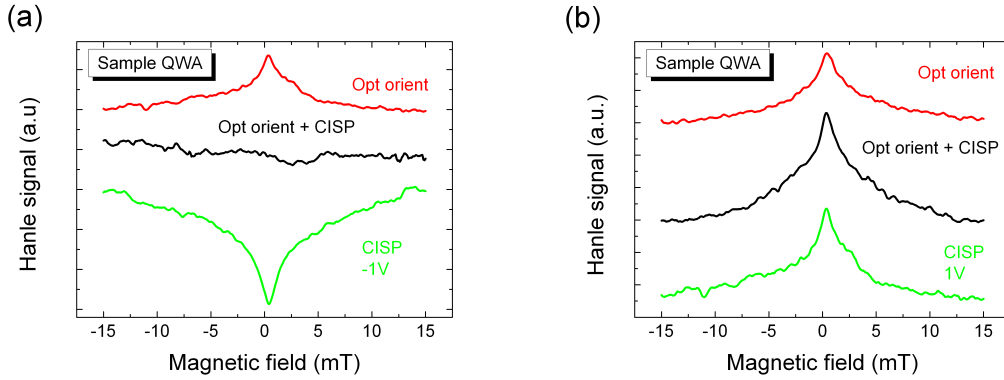 (a)
Sample QWA
Opt orient
Opt orient + CISP
CISP
-1V
Hanle signal (a.u)
-15 -10 -5 0 5 10 15
Magnetic field (mT)
(b)
Sample QWA
Opt orient
Opt orient + CISP
CISP
1V
Hanle signal (a.u.)
-15 -10 -5 0 5 10 15
Magnetic field (mT)